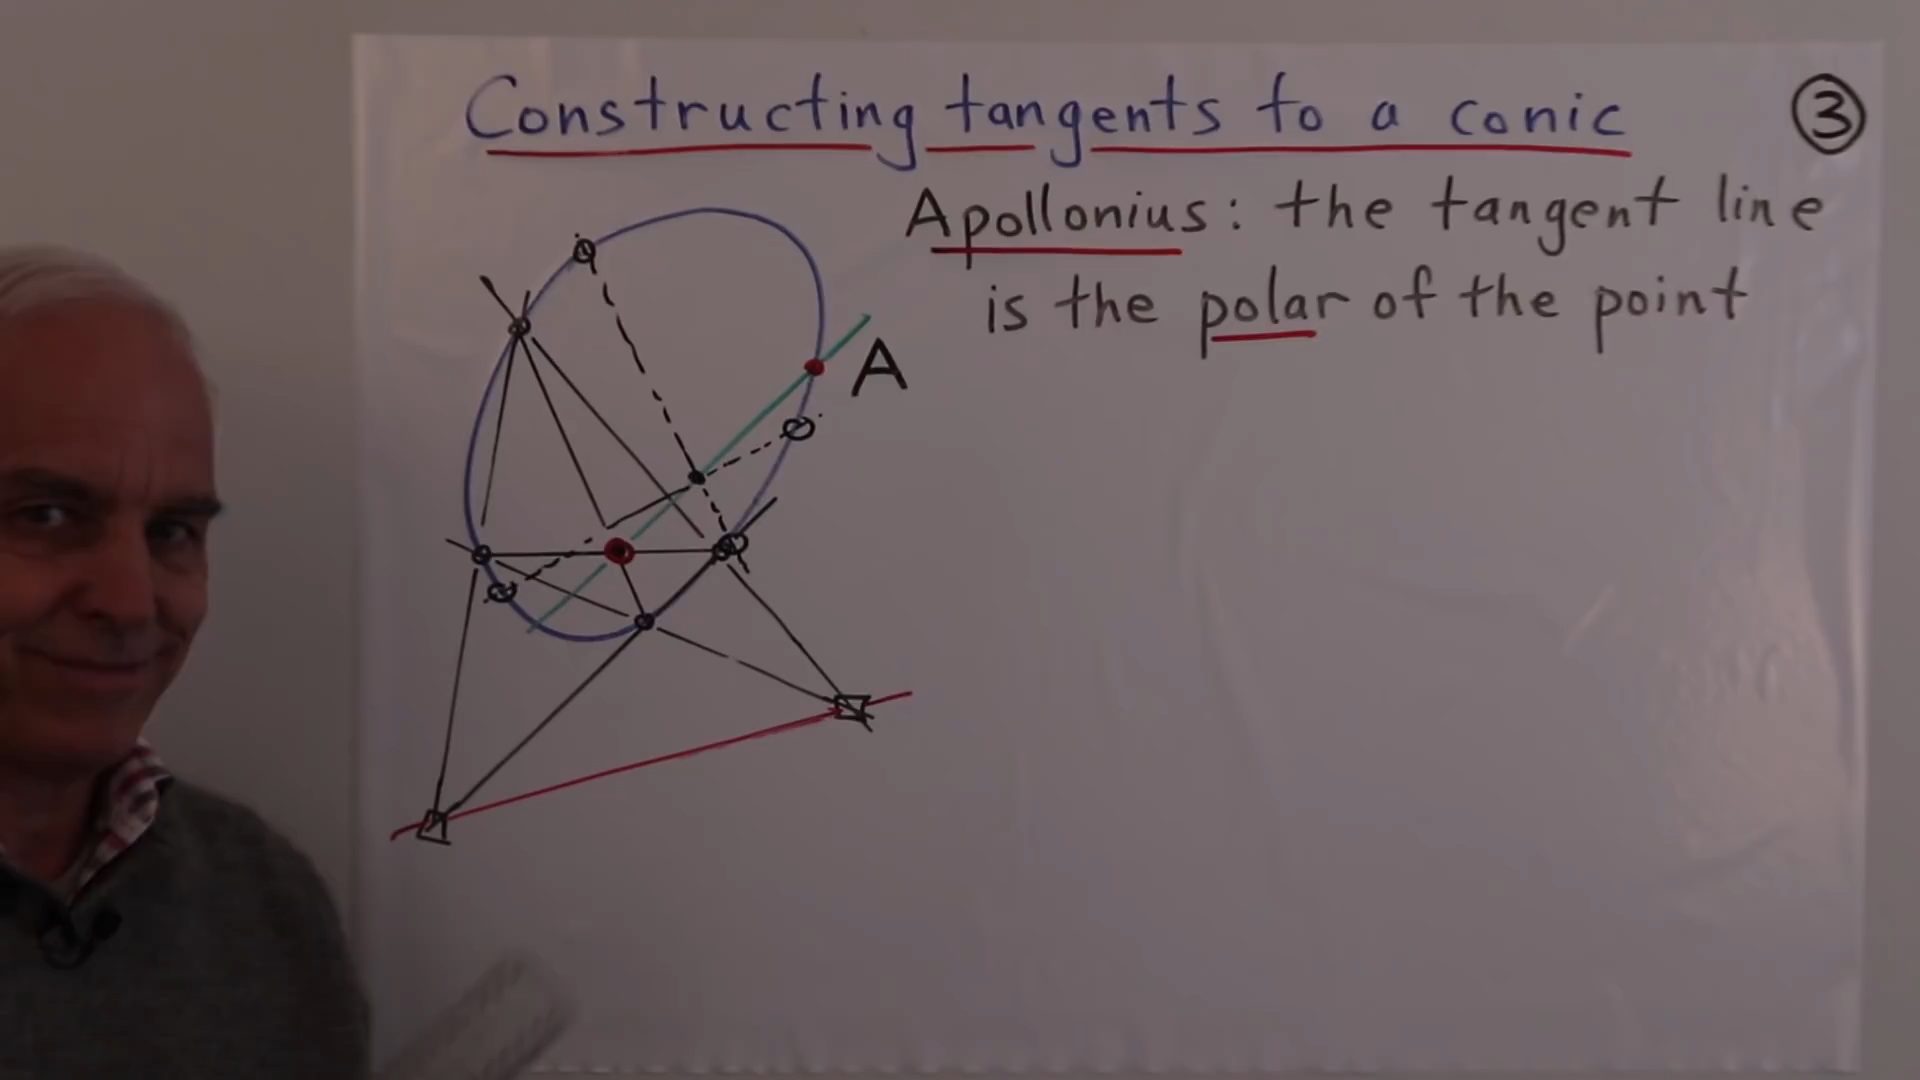 Constructing tangents to a conic
3
Apollonius: the tangent line
is the polar of the point
A